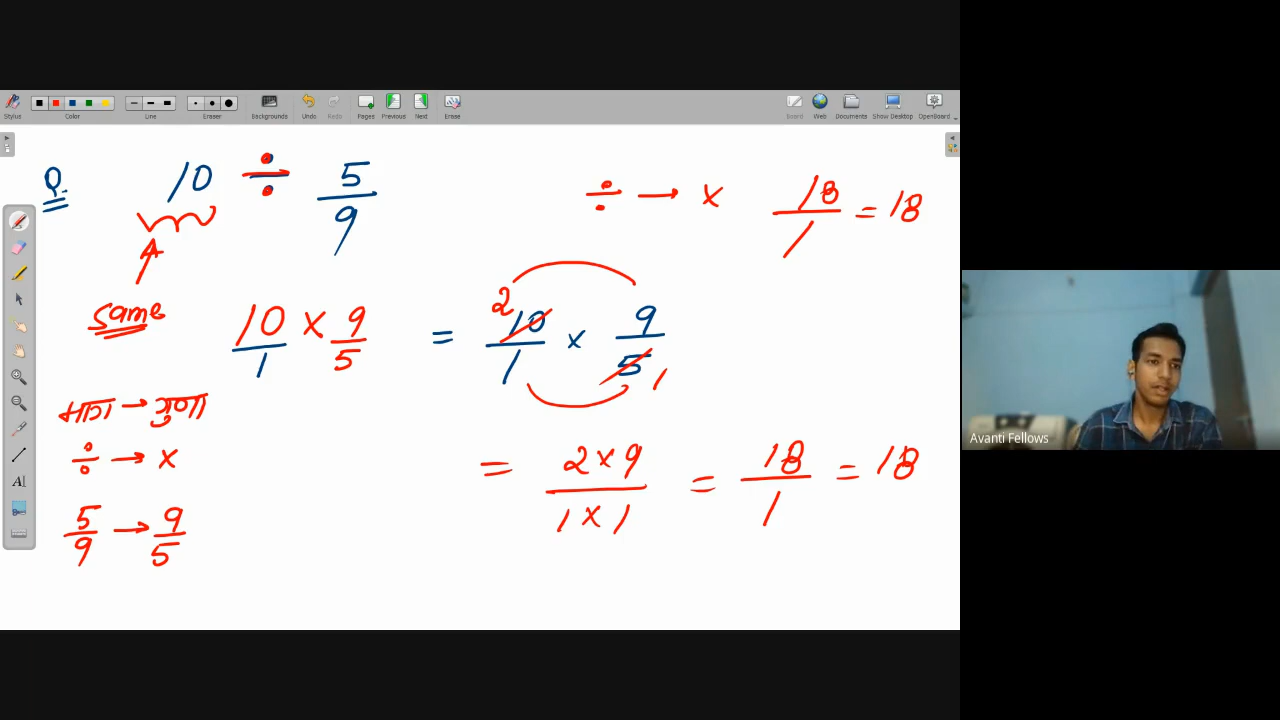 Stylus Color Line Eraser Backgrounds Undo Redo Pages Previous Next Erase Board Web Documents Show Desktop OpenBoard
Q. 10 ÷ 5/9
÷ → × 18/1 = 18
same
10/1 × 9/5 = 2 10/1 × 9/5 1
भाग → गुणा
÷ → ×
= 2×9/1×1 = 18/1 = 18
5/9 → 9/5
Avanti Fellows